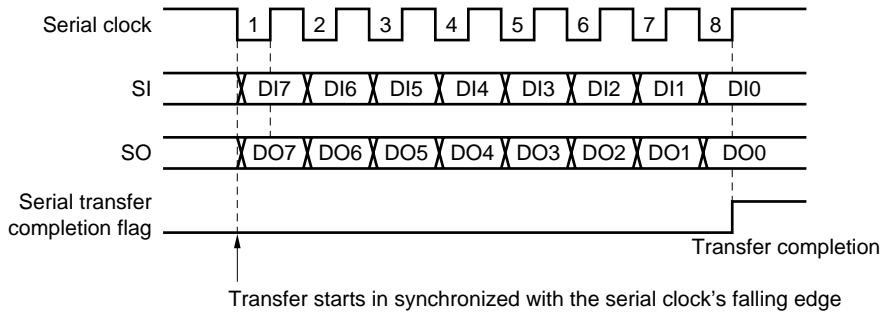 Serial clock 1 2 3 4 5 6 7 8
SI DI7 DI6 DI5 DI4 DI3 DI2 DI1 DI0
SO DO7 DO6 DO5 DO4 DO3 DO2 DO1 DO0
Serial transfer
completion flag
Transfer completion
Transfer starts in synchronized with the serial clock's falling edge